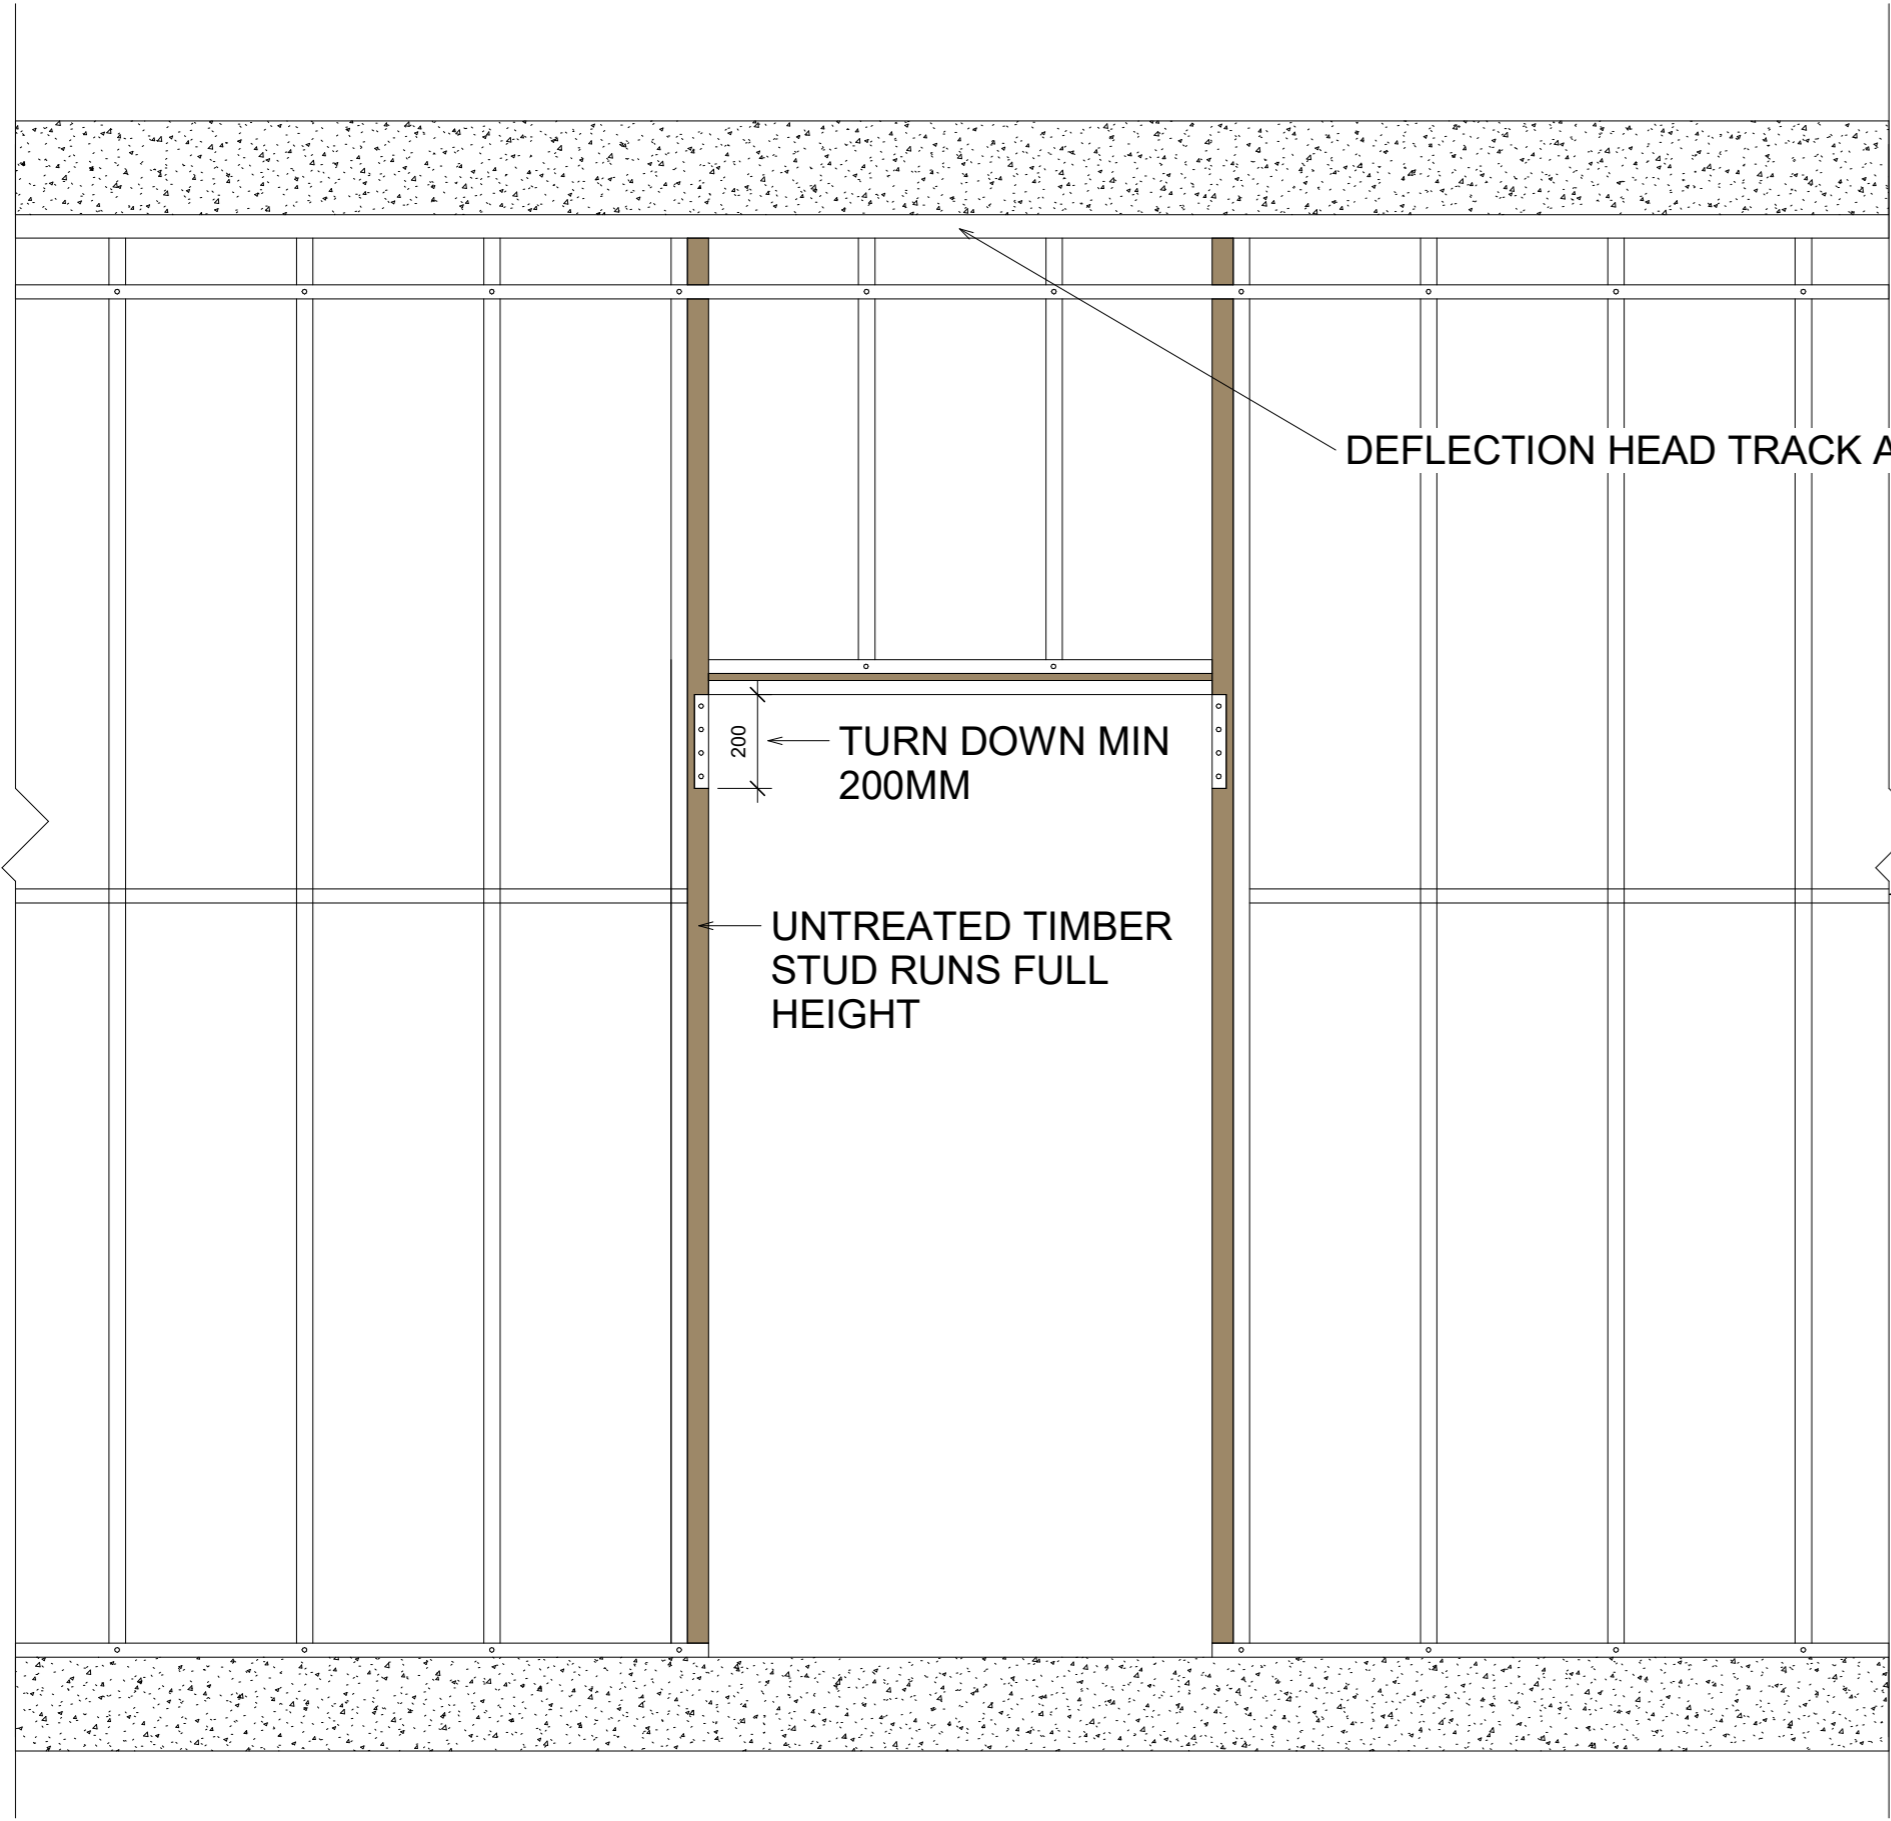 DEFLECTION HEAD TRACK A
200
TURN DOWN MIN
200MM
UNTREATED TIMBER
STUD RUNS FULL
HEIGHT